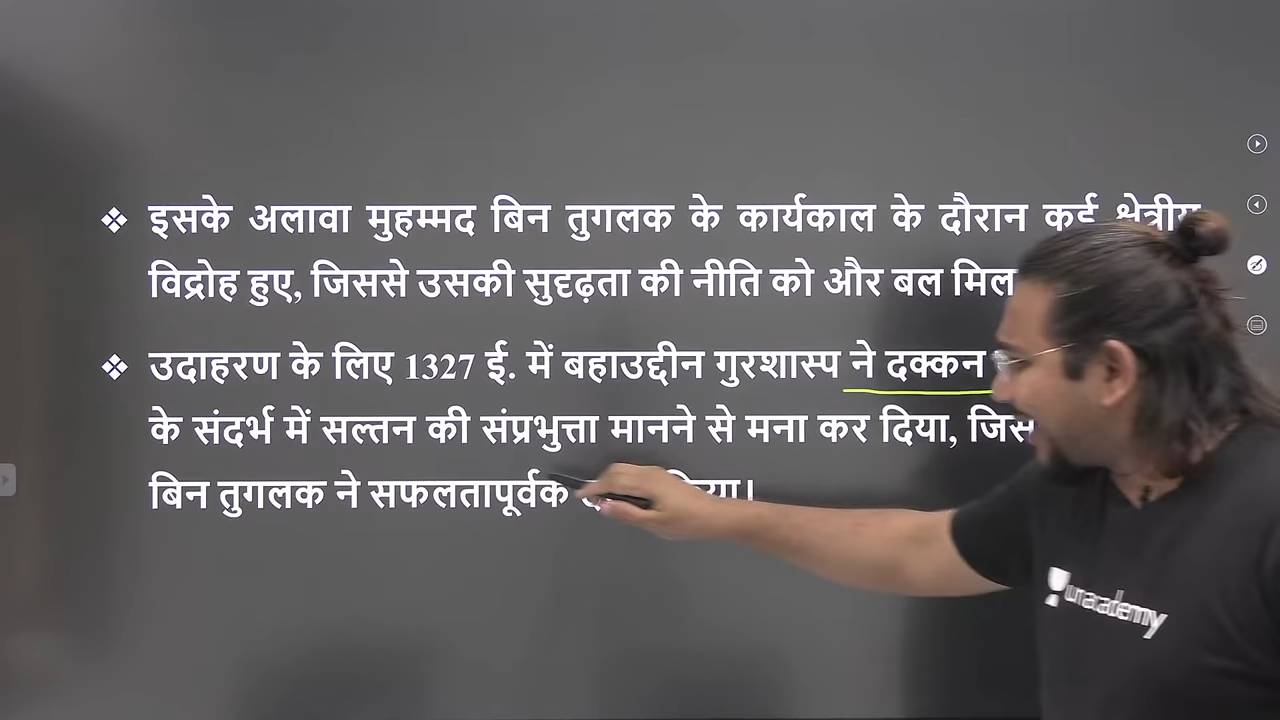 ❖ इसके अलावा मुहम्मद बिन तुगलक के कार्यकाल के दौरान कई क्षेत्रीय
विद्रोह हुए, जिससे उसकी सुदृढ़ता की नीति को और बल
❖ उदाहरण के लिए 1327 ई. में बहाउद्दीन गुरशास्प ने दक्कन
के संदर्भ में सल्तन की संप्रभुत्ता मानने से मना कर दिया,
बिन तुगलक ने सफलतापूर्वक
unacademy